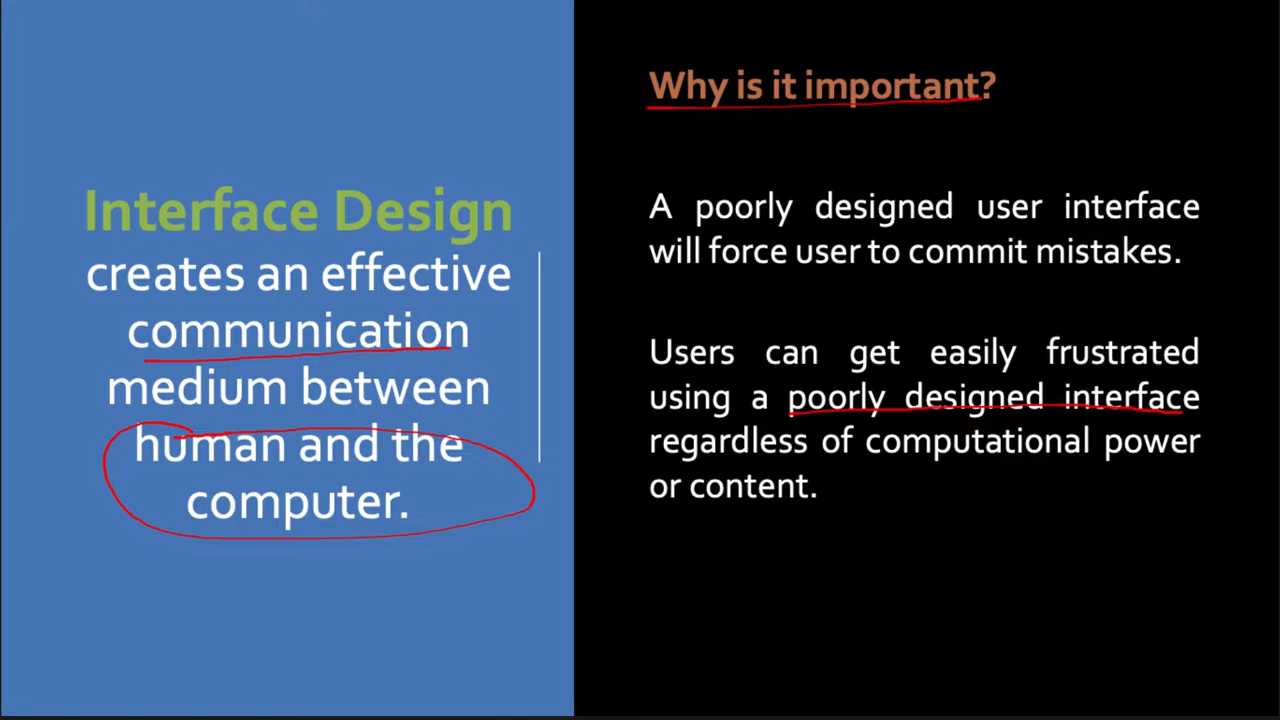 Interface Design
creates an effective
communication
medium between
human and the
computer.
Why is it important?
A poorly designed user interface
will force user to commit mistakes.
Users can get easily frustrated
using a poorly designed interface
regardless of computational power
or content.